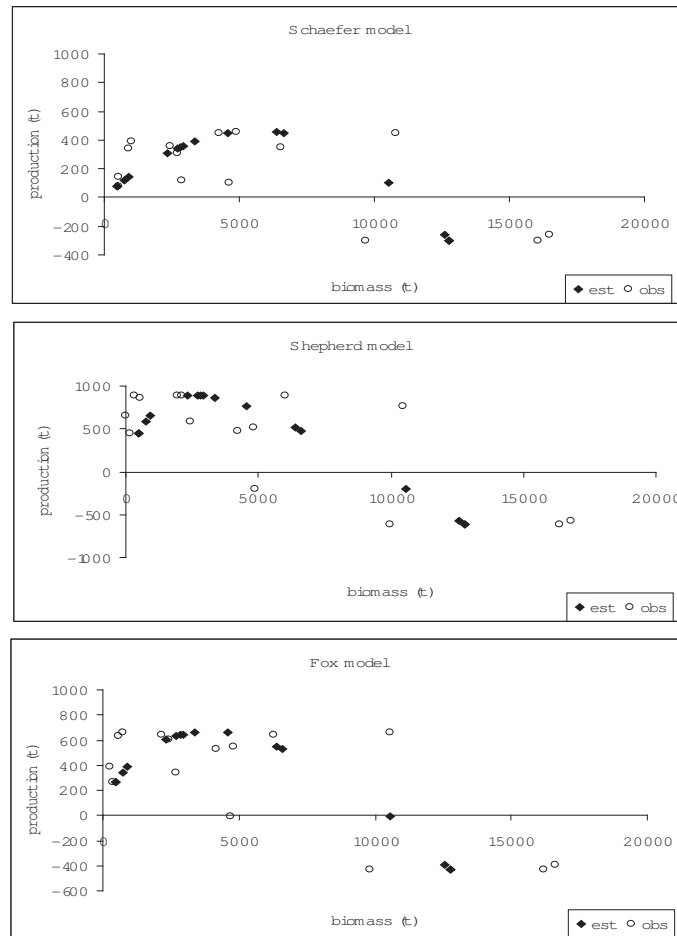 Schaefer model
1000
800
600
400
200
0
−200
−400
0 5000 10000 15000 20000
production (t)
biomass (t)
est obs
Shepherd model
1000
500
0
−500
−1000
0 5000 10000 15000 20000
production (t)
biomass (t)
est obs
Fox model
1000
800
600
400
200
0
−200
−400
−600
0 5000 10000 15000 20000
production (t)
biomass (t)
est obs